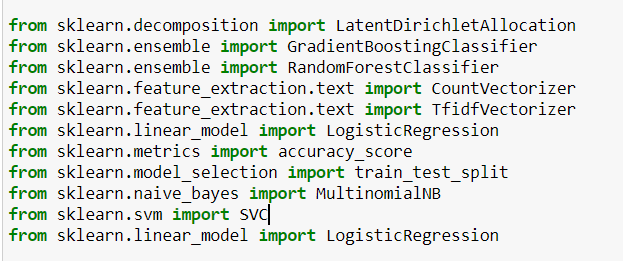 from sklearn.decomposition import LatentDirichletAllocation
from sklearn.ensemble import GradientBoostingClassifier
from sklearn.ensemble import RandomForestClassifier
from sklearn.feature_extraction.text import CountVectorizer
from sklearn.feature_extraction.text import TfidfVectorizer
from sklearn.linear_model import LogisticRegression
from sklearn.metrics import accuracy_score
from sklearn.model_selection import train_test_split
from sklearn.naive_bayes import MultinomialNB
from sklearn.svm import SVC
from sklearn.linear_model import LogisticRegression